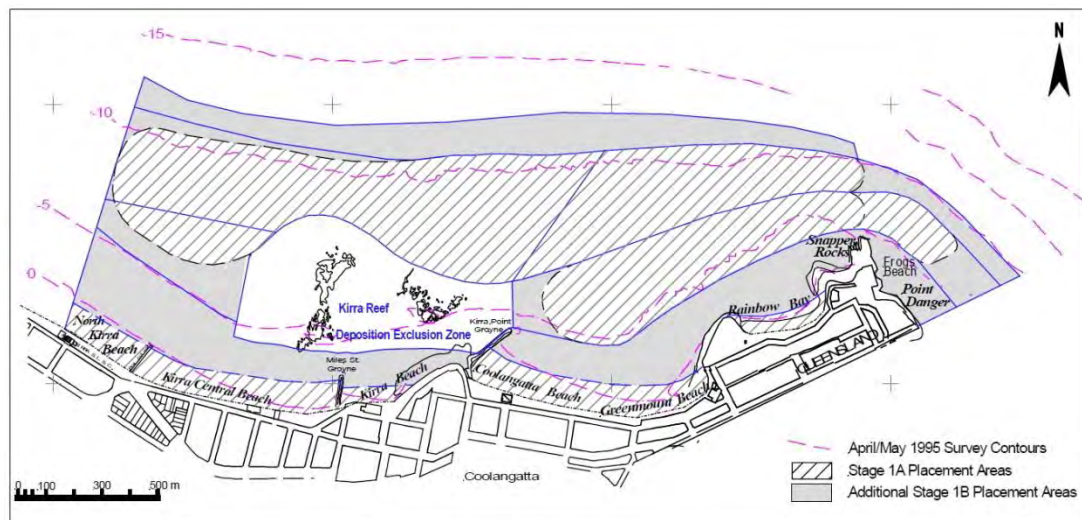 -15
N
-10
-5
0
Snapper
Rocks
Frogs
Beach
Point
Danger
Rainbow Bay
Kirra Reef
Kirra Point
Groyne
Deposition Exclusion Zone
North
Kirra
Beach
Miles St.
Groyne
Kirra Central Beach
Kirra Beach
Coolangatta Beach
Greenmount Beach
QUEENSLAND
Coolangatta
April/May 1995 Survey Contours
Stage 1A Placement Areas
Additional Stage 1B Placement Areas
0 100 300 500 m